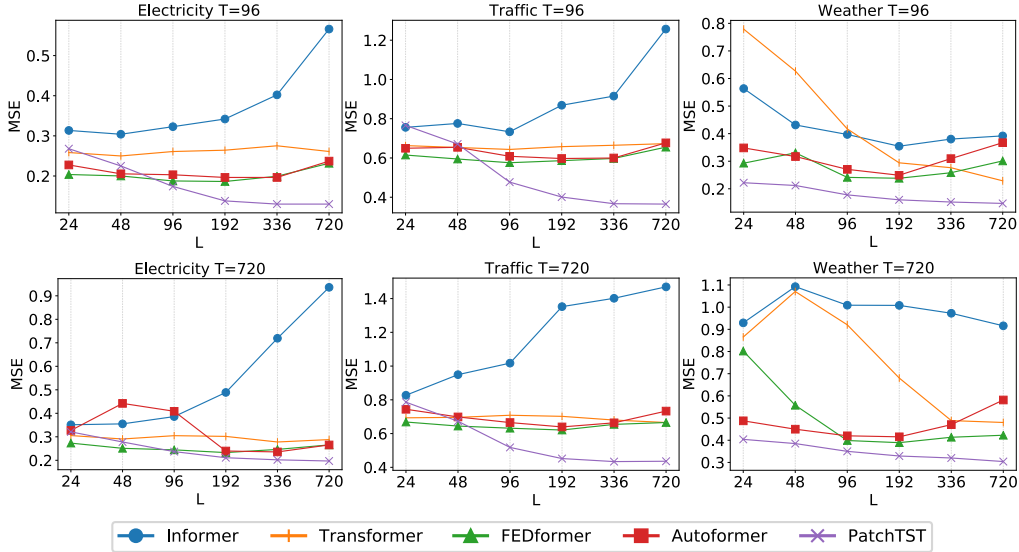 Electricity T=96
Traffic T=96
Weather T=96
MSE
0.5
0.4
0.3
0.2
24 48 96 192 336 720
L
MSE
1.2
1.0
0.8
0.6
0.4
24 48 96 192 336 720
L
MSE
0.8
0.7
0.6
0.5
0.4
0.3
0.2
24 48 96 192 336 720
L
Electricity T=720
Traffic T=720
Weather T=720
MSE
0.9
0.8
0.7
0.6
0.5
0.4
0.3
0.2
24 48 96 192 336 720
L
MSE
1.4
1.2
1.0
0.8
0.6
0.4
24 48 96 192 336 720
L
MSE
1.1
1.0
0.9
0.8
0.7
0.6
0.5
0.4
0.3
24 48 96 192 336 720
L
Informer Transformer FEDformer Autoformer PatchTST